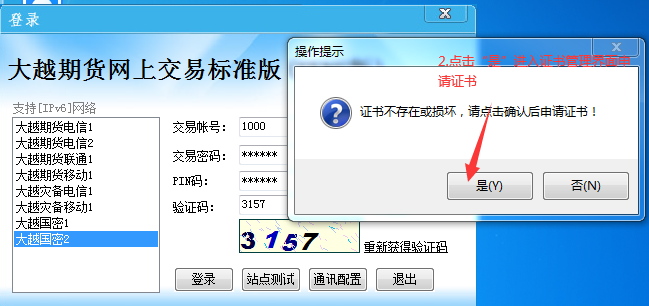 登录
大越期货网上交易标准版
支持[IPv6]网络
大越期货电信1
大越期货电信2
大越期货联通1
大越期货移动1
大越灾备电信1
大越灾备移动1
大越国密1
大越国密2
交易帐号：
1000
交易密码：
******
PIN码：
******
验证码：
3157
3157
重新获得验证码
登录
站点测试
通讯配置
退出
操作提示
2.点击
请证书
证书不存在或损坏，请点击确认后申请证书！
是(Y)
否(N)